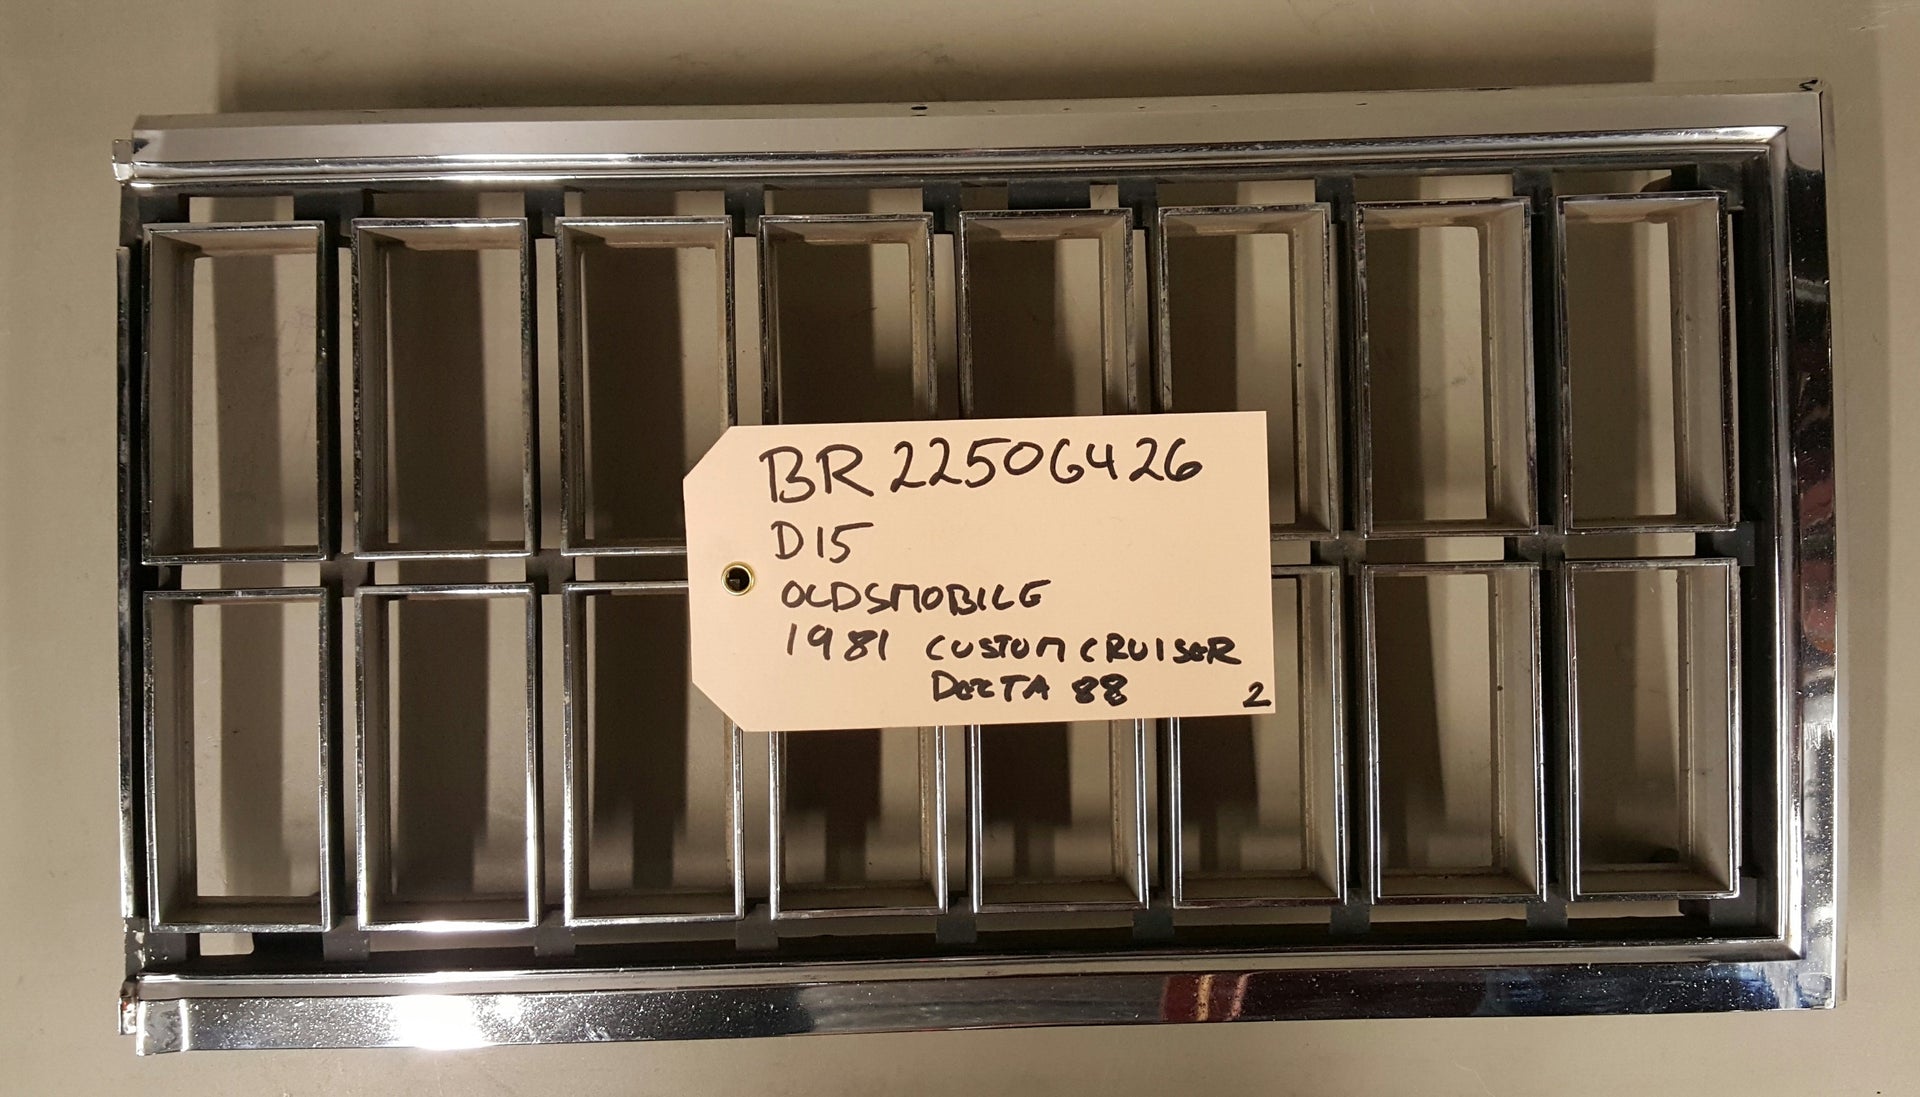 BR 22506426
D15
OLDSMOBILE
1981 CUSTOM CRUISER
DELTA 88
2